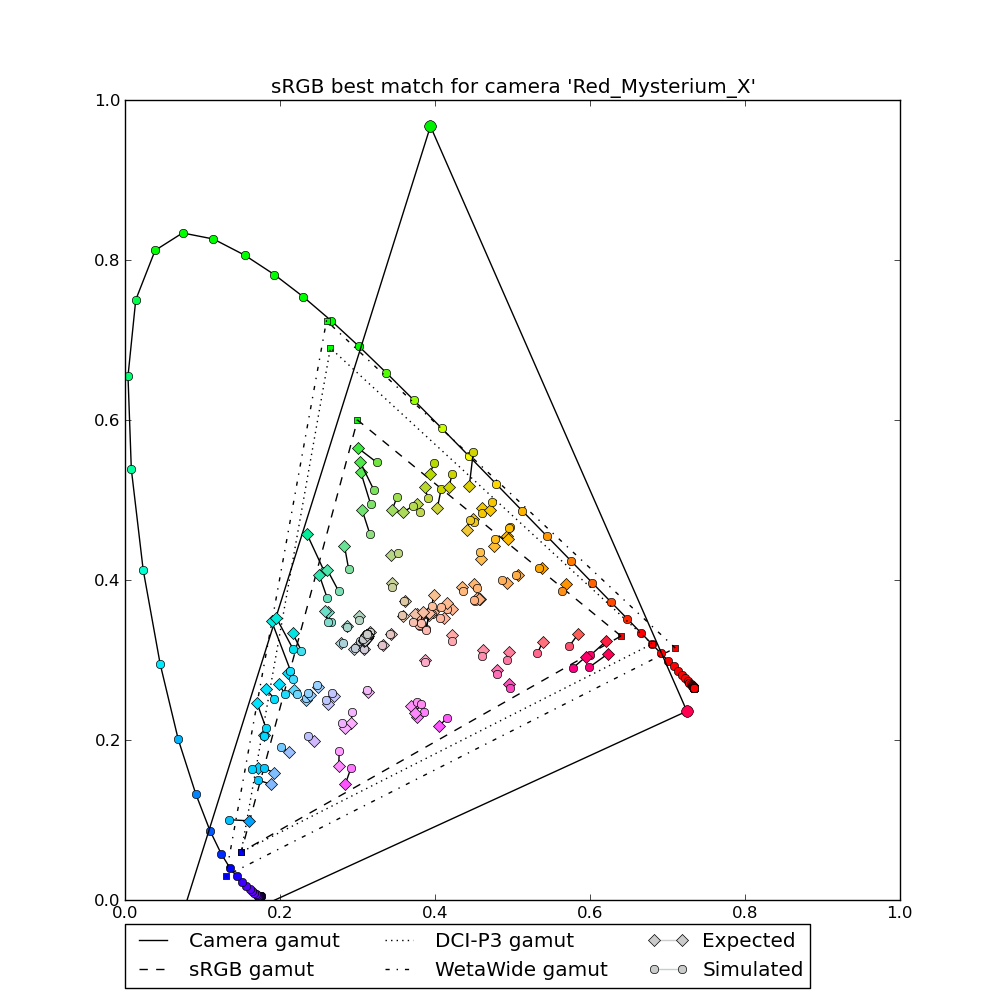 sRGB best match for camera 'Red_Mysterium_X'
1.0
0.8
0.6
0.4
0.2
0.0
0.0 0.2 0.4 0.6 0.8 1.0
Camera gamut DCI-P3 gamut Expected
sRGB gamut WetaWide gamut Simulated